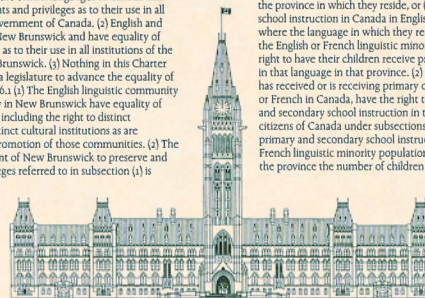 ts and privileges as to their use in all
vernment of Canada. (2) English and
New Brunswick and have equality of
as to their use in all institutions of the
Brunswick. (3) Nothing in this Charter
a legislature to advance the equality of
6.1 (1) The English linguistic community
y in New Brunswick have equality of
including the right to distinct
inct cultural institutions as are
romotion of those communities. (2) The
nt of New Brunswick to preserve and
eges referred to in subsection (1) is
the province in which they reside, or (
school instruction in Canada in Englis
where the language in which they re
the English or French linguistic minor
right to have their children receive pr
in that language in that province. (2)
has received or is receiving primary o
or French in Canada, have the right t
and secondary school instruction in t
citizens of Canada under subsections
primary and secondary school instruc
French linguistic minority population
the province the number of children